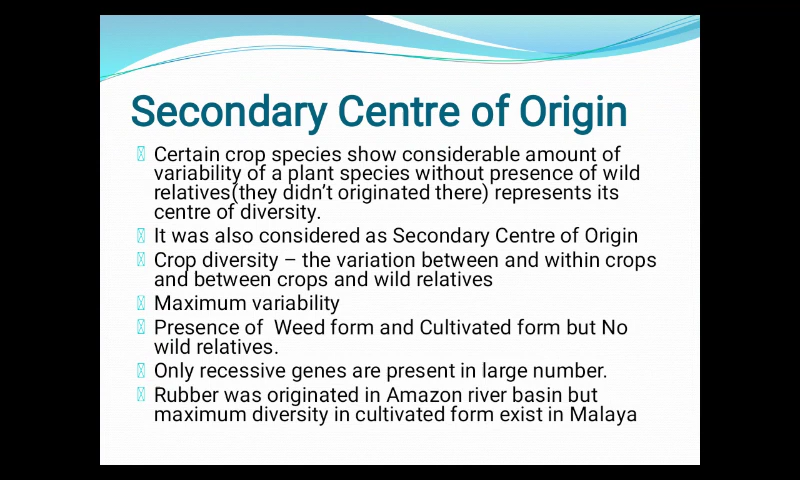 Secondary Centre of Origin
Certain crop species show considerable amount of
variability of a plant species without presence of wild
relatives(they didn’t originated there) represents its
centre of diversity.
It was also considered as Secondary Centre of Origin
Crop diversity – the variation between and within crops
and between crops and wild relatives
Maximum variability
Presence of  Weed form and Cultivated form but No
wild relatives.
Only recessive genes are present in large number.
Rubber was originated in Amazon river basin but
maximum diversity in cultivated form exist in Malaya